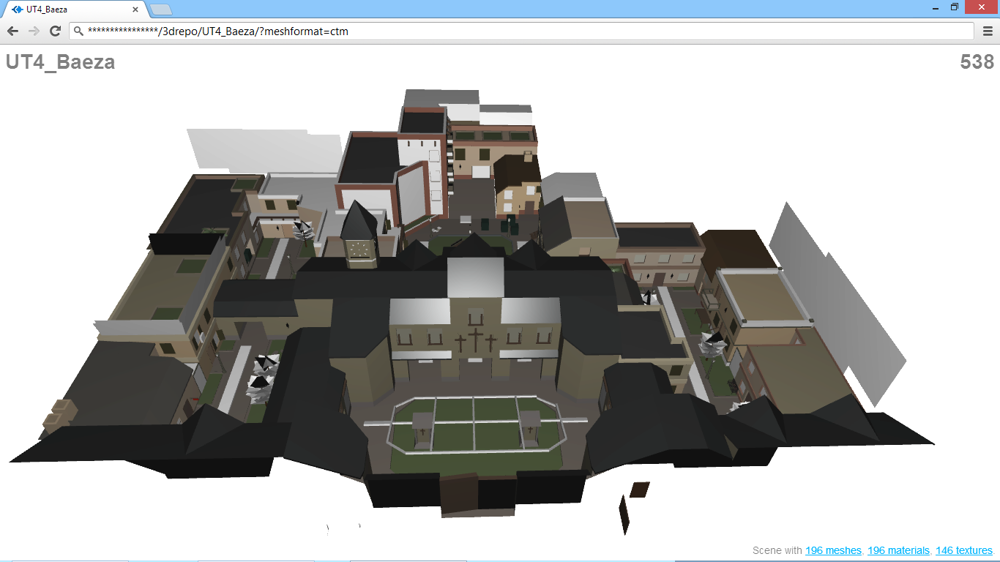 UT4_Baeza
****************/3drepo/UT4_Baeza/?meshformat=ctm
UT4_Baeza
538
Scene with 196 meshes, 196 materials, 146 textures.